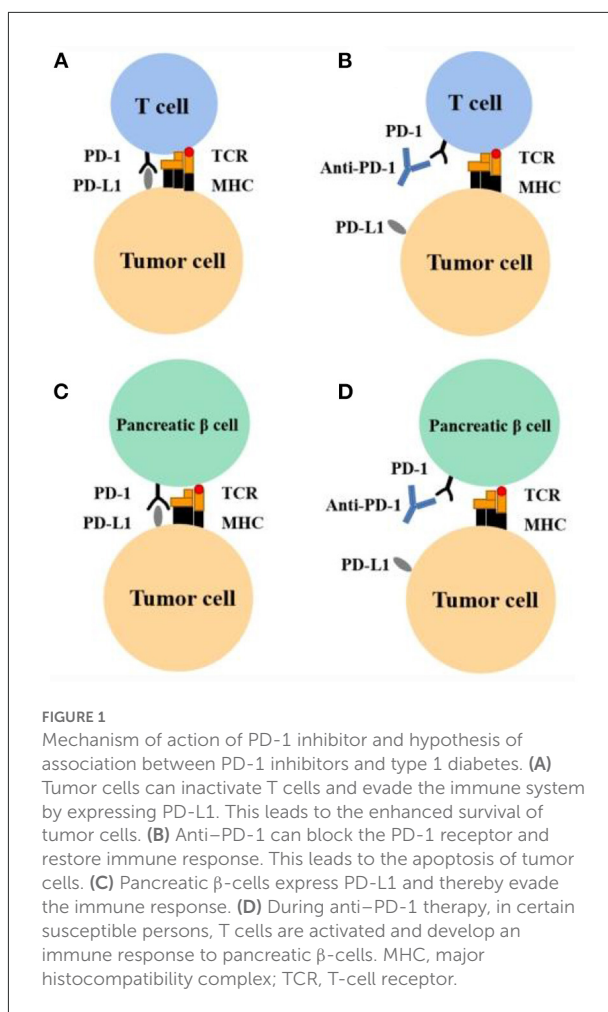 A
B
T cell
T cell
PD-1
PD-1
TCR
Anti-PD-1
TCR
PD-L1
MHC
MHC
PD-L1
Tumor cell
Tumor cell
C
D
Pancreatic β cell
Pancreatic β cell
PD-1
PD-1
TCR
Anti-PD-1
TCR
PD-L1
MHC
MHC
PD-L1
Tumor cell
Tumor cell
FIGURE 1
Mechanism of action of PD-1 inhibitor and hypothesis of
association between PD-1 inhibitors and type 1 diabetes. (A)
Tumor cells can inactivate T cells and evade the immune system
by expressing PD-L1. This leads to the enhanced survival of
tumor cells. (B) Anti–PD-1 can block the PD-1 receptor and
restore immune response. This leads to the apoptosis of tumor
cells. (C) Pancreatic β-cells express PD-L1 and thereby evade
the immune response. (D) During anti–PD-1 therapy, in certain
susceptible persons, T cells are activated and develop an
immune response to pancreatic β-cells. MHC, major
histocompatibility complex; TCR, T-cell receptor.